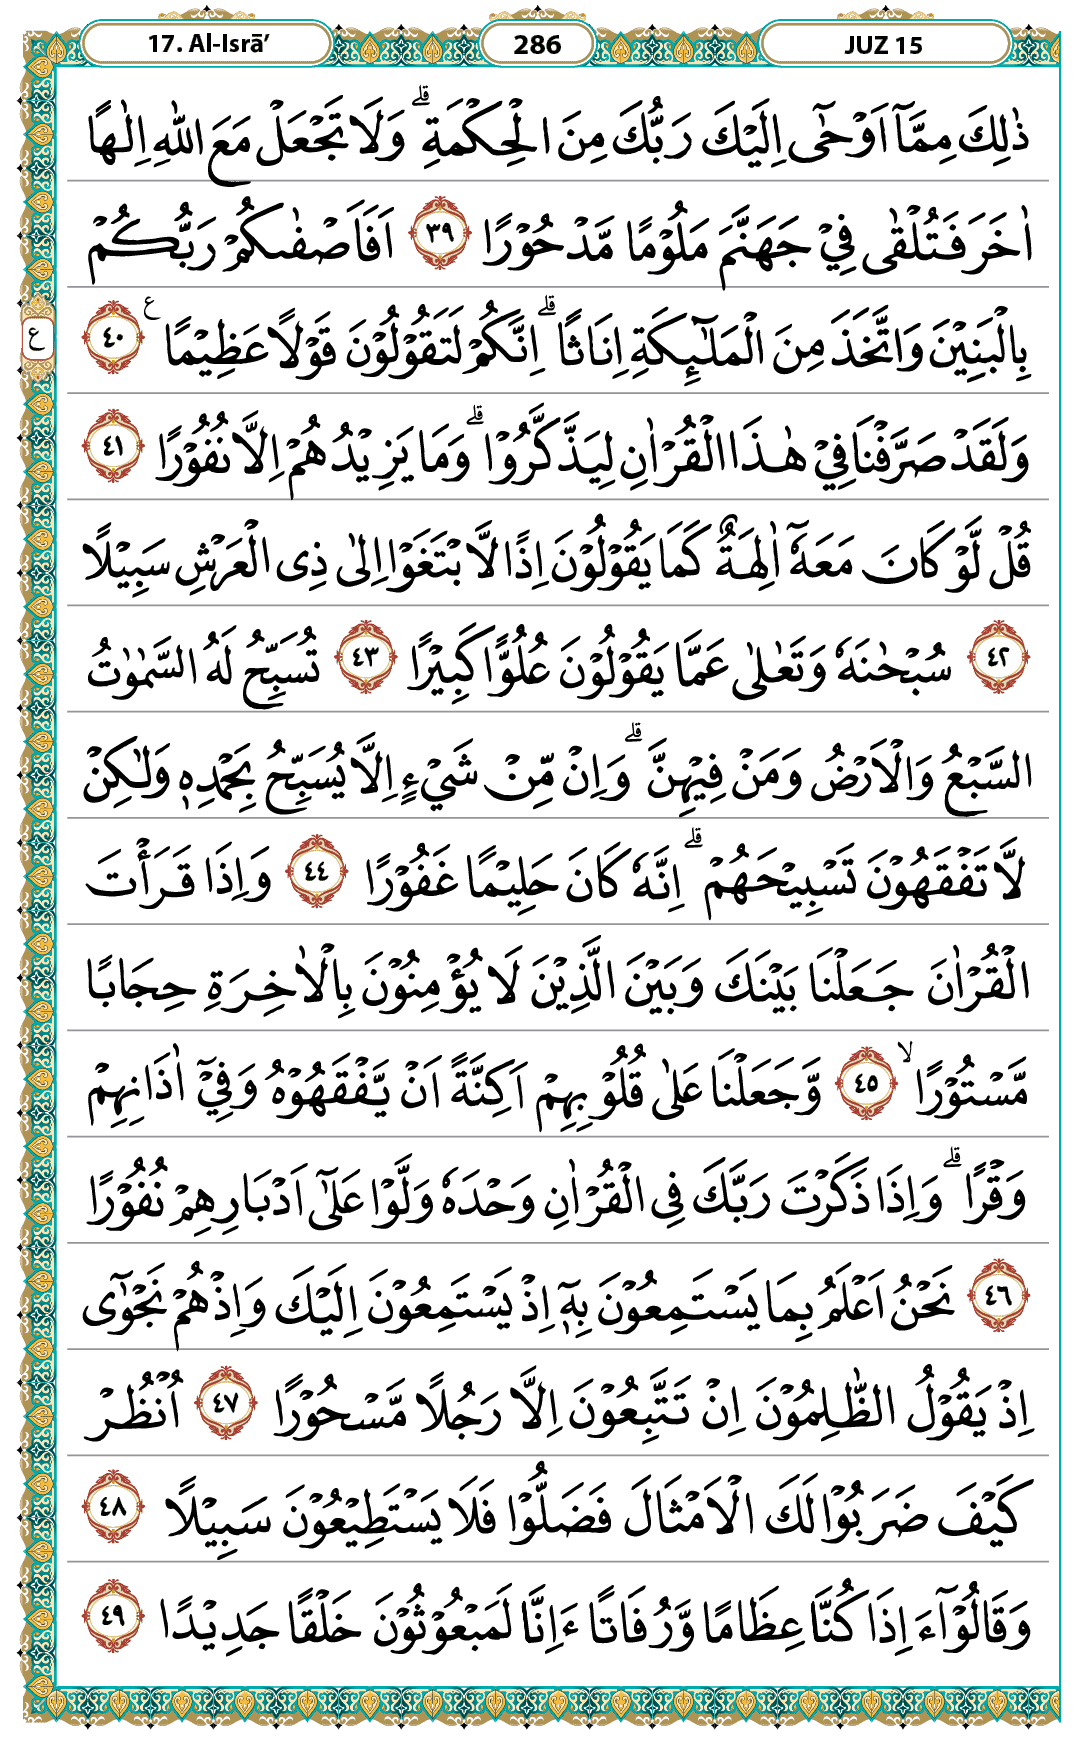 17. Al-Isrā’ 286 JUZ 15
ذٰلِكَ مِمَّآ اَوْحٰٓى اِلَيْكَ رَبُّكَ مِنَ الْحِكْمَةِۗ وَلَا تَجْعَلْ مَعَ اللّٰهِ اِلٰهًا
اٰخَرَ فَتُلْقٰى فِيْ جَهَنَّمَ مَلُوْمًا مَّدْحُوْرًا ٣٩ اَفَاَصْفٰىكُمْ رَبُّكُمْ
بِالْبَنِيْنَ وَاتَّخَذَ مِنَ الْمَلٰۤىِٕكَةِ اِنَاثًاۗ اِنَّكُمْ لَتَقُوْلُوْنَ قَوْلًا عَظِيْمًا ࣖ ٤٠
ع
وَلَقَدْ صَرَّفْنَا فِيْ هٰذَا الْقُرْاٰنِ لِيَذَّكَّرُوْاۗ وَمَا يَزِيْدُهُمْ اِلَّا نُفُوْرًا ٤١
قُلْ لَّوْ كَانَ مَعَهٗٓ اٰلِهَةٌ كَمَا يَقُوْلُوْنَ اِذًا لَّا بْتَغَوْا اِلٰى ذِى الْعَرْشِ سَبِيْلًا
٤٢ سُبْحٰنَهٗ وَتَعٰلٰى عَمَّا يَقُوْلُوْنَ عُلُوًّا كَبِيْرًا ٤٣ تُسَبِّحُ لَهُ السَّمٰوٰتُ
السَّبْعُ وَالْاَرْضُ وَمَنْ فِيْهِنَّۗ وَاِنْ مِّنْ شَيْءٍ اِلَّا يُسَبِّحُ بِحَمْدِهٖ وَلٰكِنْ
لَّا تَفْقَهُوْنَ تَسْبِيْحَهُمْۗ اِنَّهٗ كَانَ حَلِيْمًا غَفُوْرًا ٤٤ وَاِذَا قَرَأْتَ
الْقُرْاٰنَ جَعَلْنَا بَيْنَكَ وَبَيْنَ الَّذِيْنَ لَا يُؤْمِنُوْنَ بِالْاٰخِرَةِ حِجَابًا
مَّسْتُوْرًاۙ ٤٥ وَّجَعَلْنَا عَلٰى قُلُوْبِهِمْ اَكِنَّةً اَنْ يَّفْقَهُوْهُ وَفِيْٓ اٰذَانِهِمْ
وَقْرًاۗ وَاِذَا ذَكَرْتَ رَبَّكَ فِى الْقُرْاٰنِ وَحْدَهٗ وَلَّوْا عَلٰٓى اَدْبَارِهِمْ نُفُوْرًا
٤٦ نَحْنُ اَعْلَمُ بِمَا يَسْتَمِعُوْنَ بِهٖٓ اِذْ يَسْتَمِعُوْنَ اِلَيْكَ وَاِذْ هُمْ نَجْوٰٓى
اِذْ يَقُوْلُ الظّٰلِمُوْنَ اِنْ تَتَّبِعُوْنَ اِلَّا رَجُلًا مَّسْحُوْرًا ٤٧ اُنْظُرْ
كَيْفَ ضَرَبُوْا لَكَ الْاَمْثَالَ فَضَلُّوْا فَلَا يَسْتَطِيْعُوْنَ سَبِيْلًا ٤٨
وَقَالُوْٓا ءَاِذَا كُنَّا عِظَامًا وَّرُفَاتًا ءَاِنَّا لَمَبْعُوْثُوْنَ خَلْقًا جَدِيْدًا ٤٩